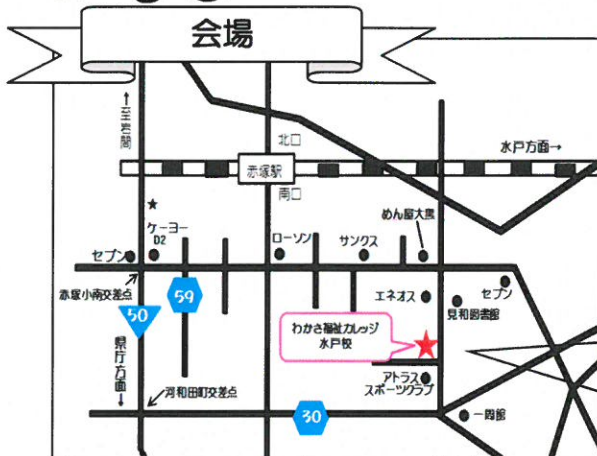 会場
←至岩間
北口
水戸方面→
赤塚駅
南口
★
ケーヨー
D2
セブン
ローソン
サンクス
めん屋大熊
赤塚小南交差点
59
50
エネオス
セブン
見和図書館
わかさ福祉カレッジ
水戸校
県庁方面→
アトラス
スポーツクラブ
河和田町交差点
30